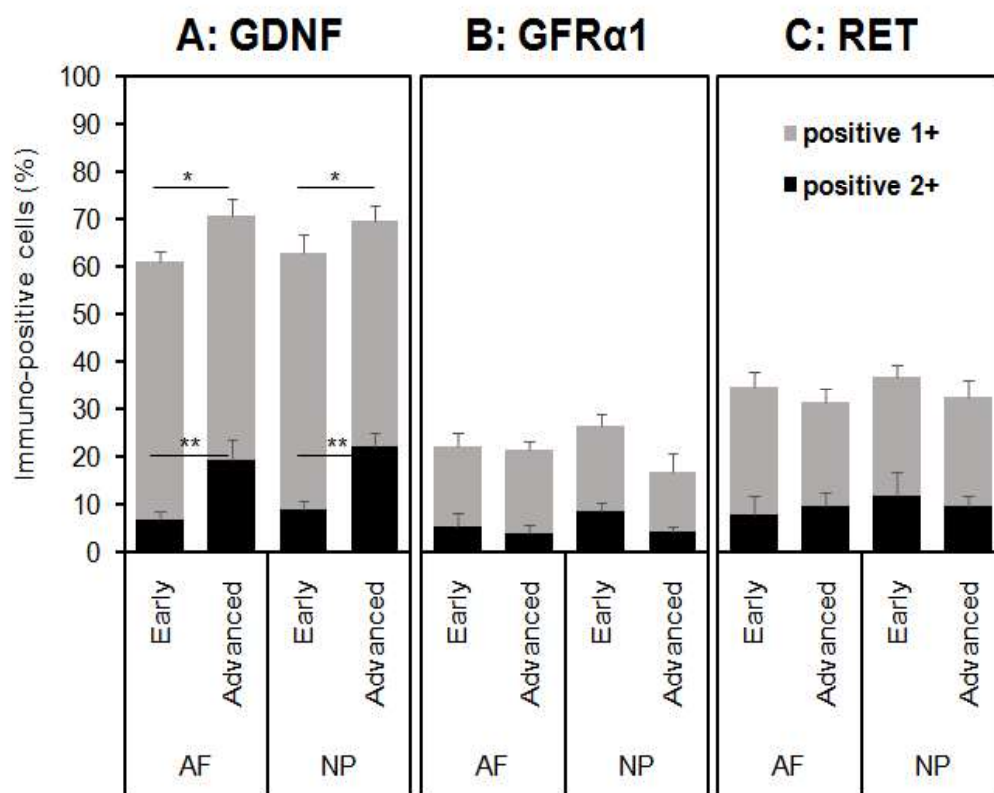 A: GDNF
B: GFRα1
C: RET
Immuno-positive cells (%)
100
90
80
70
60
50
40
30
20
10
0
*
*
**
**
positive 1+
positive 2+
Early
Advanced
Early
Advanced
Early
Advanced
Early
Advanced
Early
Advanced
Early
Advanced
AF
NP
AF
NP
AF
NP